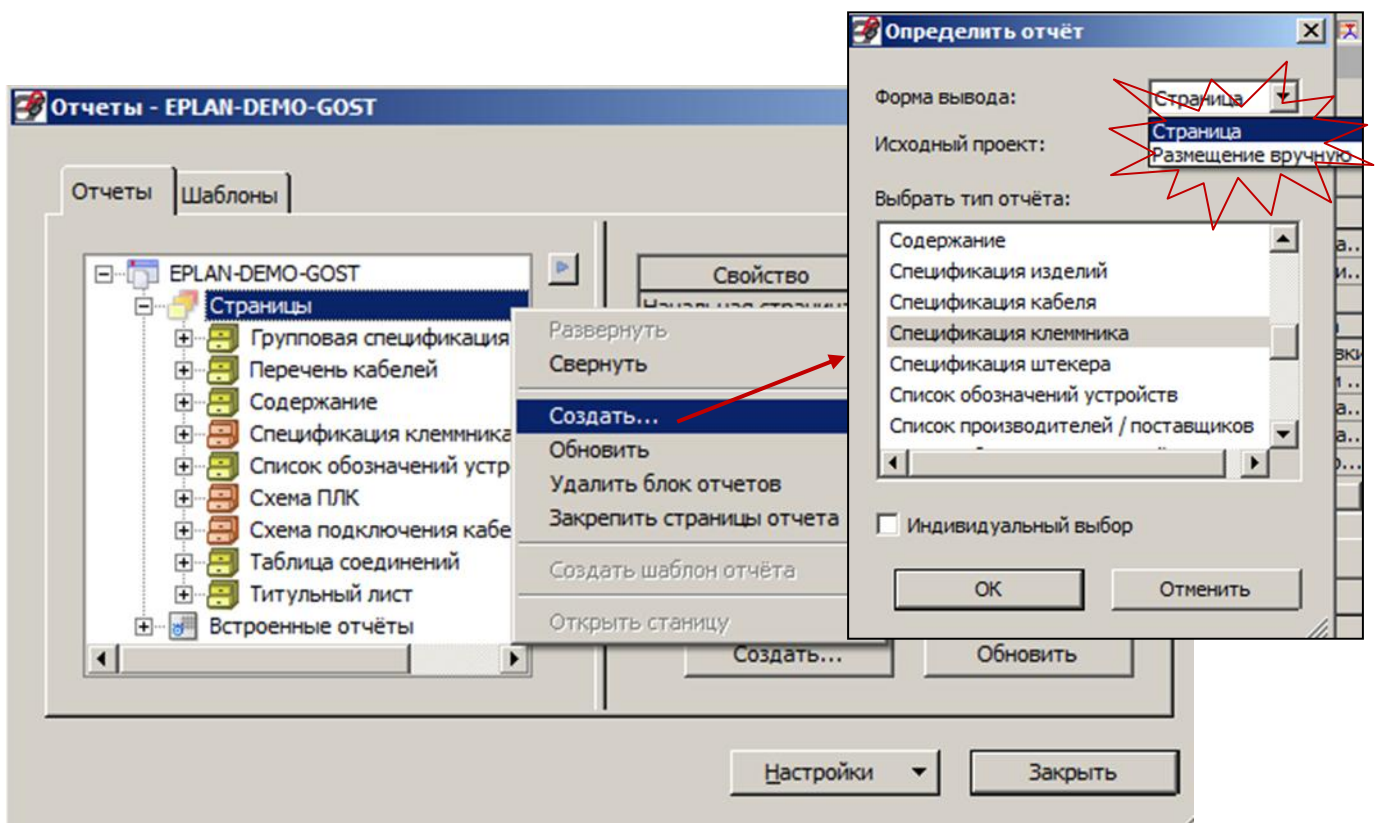 Определить отчёт
Форма вывода:
Страница
Страница
Размещение вручную
Исходный проект:
Выбрать тип отчёта:
Содержание
Спецификация изделий
Спецификация кабеля
Спецификация клеммника
Спецификация штекера
Список обозначений устройств
Список производителей / поставщиков
Индивидуальный выбор
ОК
Отменить
Отчеты - EPLAN-DEMO-GOST
Отчеты
Шаблоны
EPLAN-DEMO-GOST
Страницы
Групповая спецификация
Перечень кабелей
Содержание
Спецификация клеммника
Список обозначений устр
Схема ПЛК
Схема подключения кабе
Таблица соединений
Титульный лист
Встроенные отчёты
Свойство
Развернуть
Свернуть
Создать...
Обновить
Удалить блок отчетов
Закрепить страницы отчета
Создать шаблон отчёта
Открыть станицу
Создать...
Обновить
Настройки
Закрыть